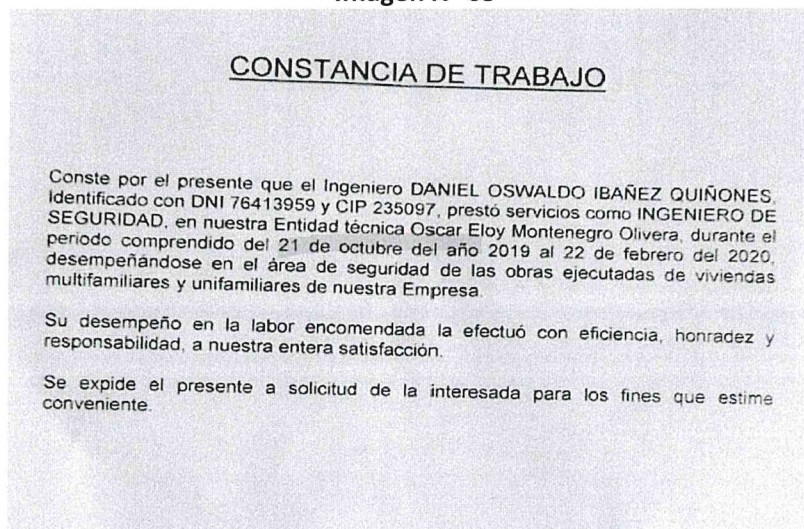 CONSTANCIA DE TRABAJO
Conste por el presente que el Ingeniero DANIEL OSWALDO IBAÑEZ QUIÑONES,
Identificado con DNI 76413959 y CIP 235097, prestó servicios como INGENIERO DE
SEGURIDAD, en nuestra Entidad técnica Oscar Eloy Montenegro Olivera, durante el
periodo comprendido del 21 de octubre del año 2019 al 22 de febrero del 2020,
desempeñándose en el área de seguridad de las obras ejecutadas de viviendas
multifamiliares y unifamiliares de nuestra Empresa.
Su desempeño en la labor encomendada la efectuó con eficiencia, honradez y
responsabilidad, a nuestra entera satisfacción.
Se expide el presente a solicitud de la interesada para los fines que estime
conveniente.